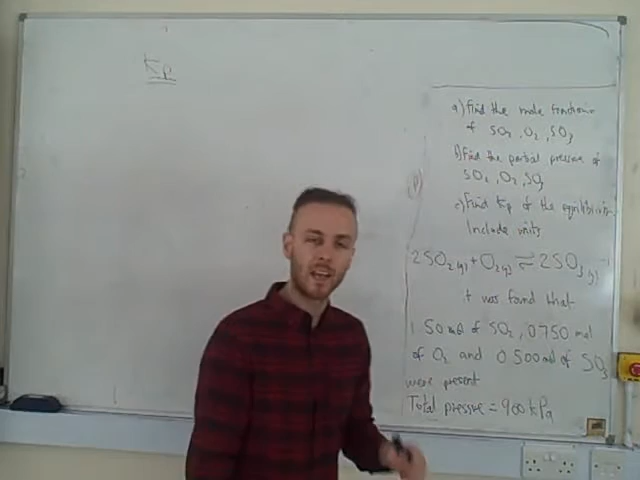 Kp
a) Find the mole fractions
of SO2, O2, SO3
b) Find the partial pressure of
SO2, O2, SO3
c) Find Kp of the equilibrium
Include units
2SO2(g) + O2(g) ⇌ 2SO3(g)
it was found that
1.50 mol of SO2, 0.750 mol
of O2 and 0.500 mol of SO3
were present
Total pressure = 900 kPa